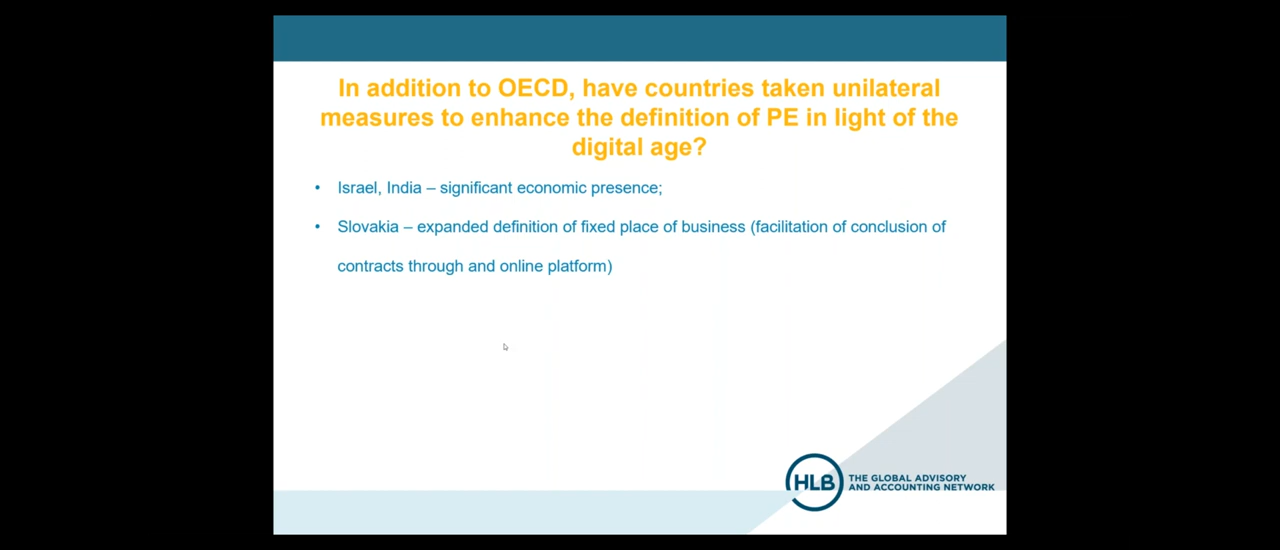 In addition to OECD, have countries taken unilateral
measures to enhance the definition of PE in light of the
digital age?
• Israel, India – significant economic presence;
• Slovakia – expanded definition of fixed place of business (facilitation of conclusion of
contracts through and online platform)
HLB
THE GLOBAL ADVISORY
AND ACCOUNTING NETWORK